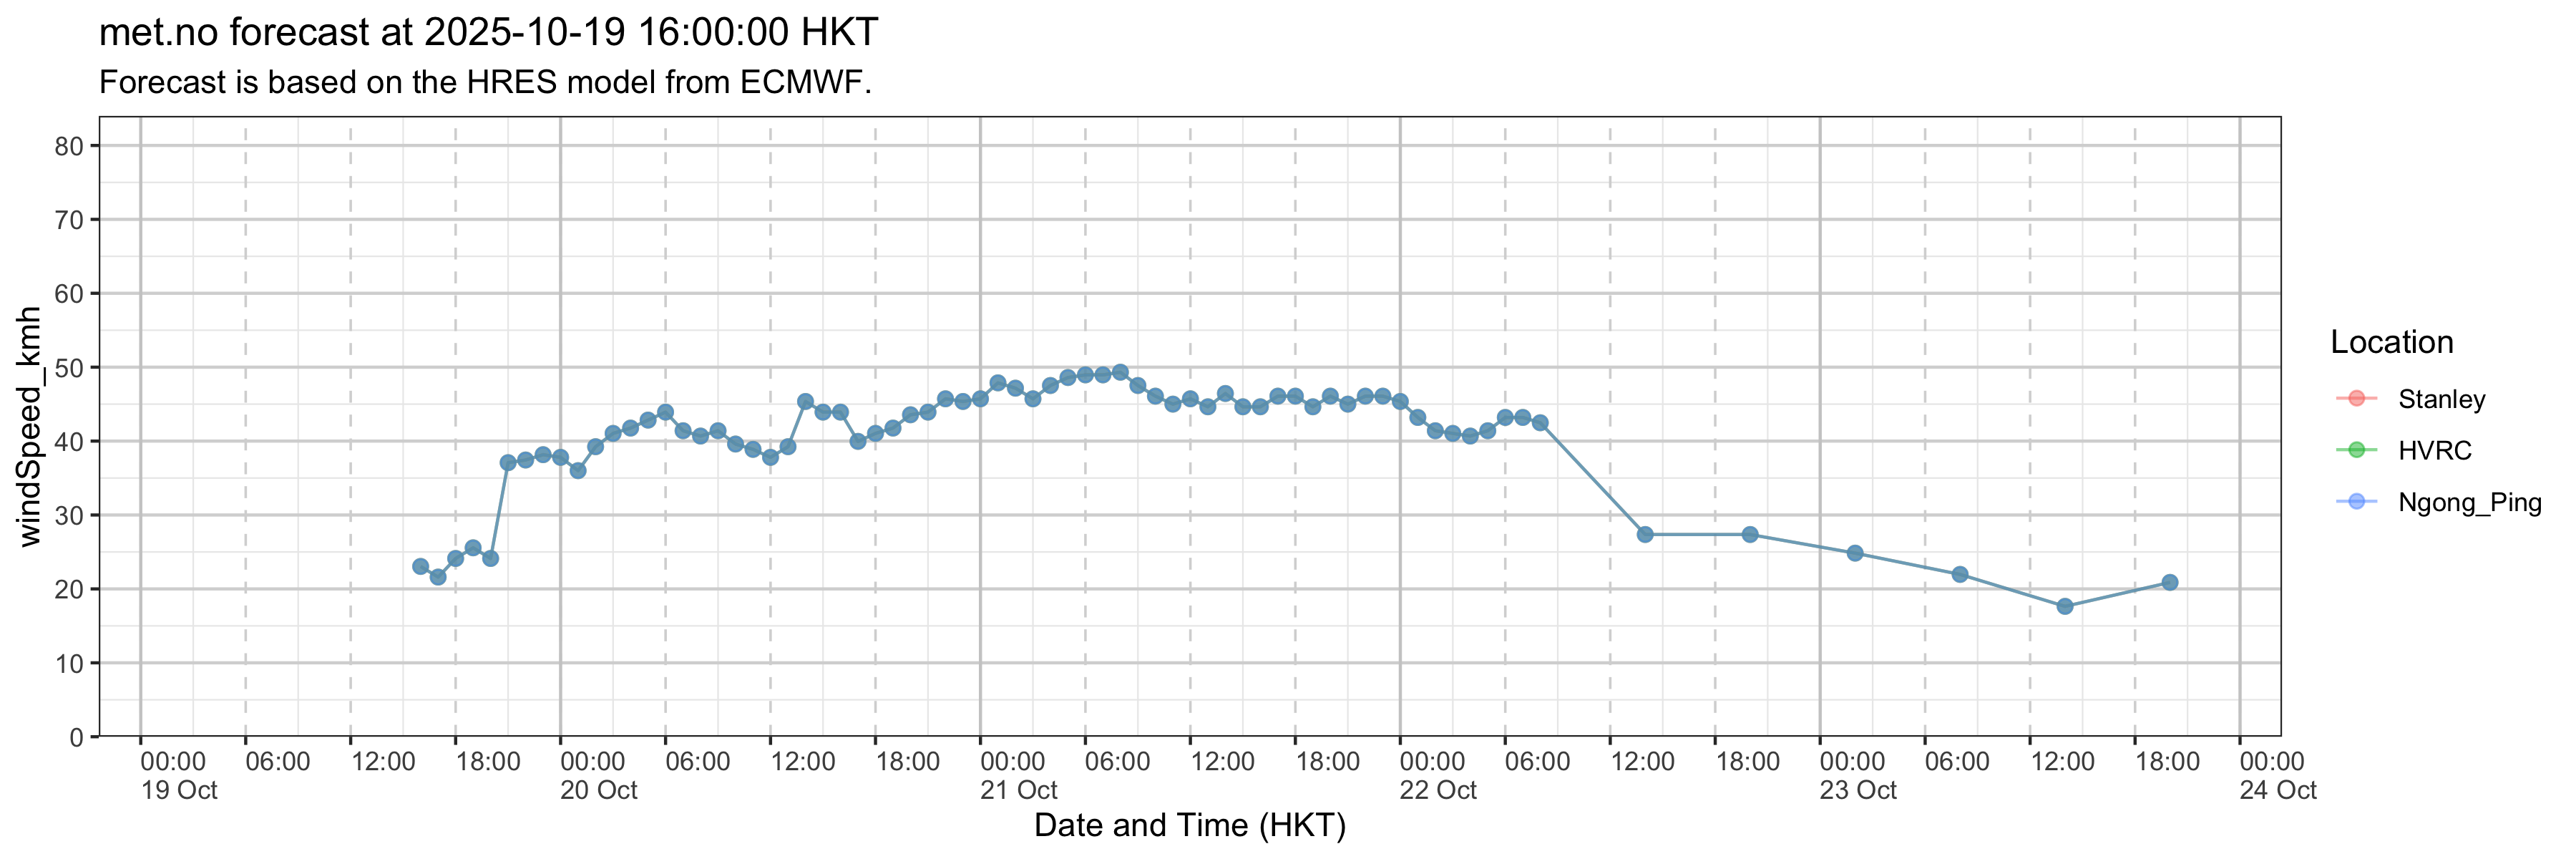 met.no forecast at 2025-10-19 16:00:00 HKT
Forecast is based on the HRES model from ECMWF.
windSpeed_kmh
80
70
60
50
40
30
20
10
0
00:00 06:00 12:00 18:00 00:00 06:00 12:00 18:00 00:00 06:00 12:00 18:00 00:00 06:00 12:00 18:00 00:00 06:00 12:00 18:00 00:00
19 Oct 20 Oct 21 Oct 22 Oct 23 Oct 24 Oct
Date and Time (HKT)
Location
Stanley
HVRC
Ngong_Ping